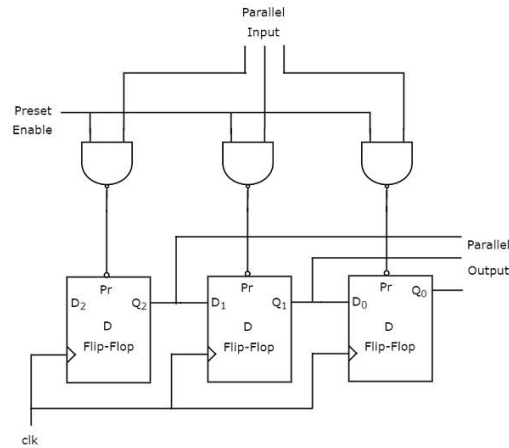 Parallel
Input
Preset
Enable
Parallel
Output
Pr
Pr
Pr
D2
Q2
D1
Q1
D0
Q0
D
D
D
Flip-Flop
Flip-Flop
Flip-Flop
clk